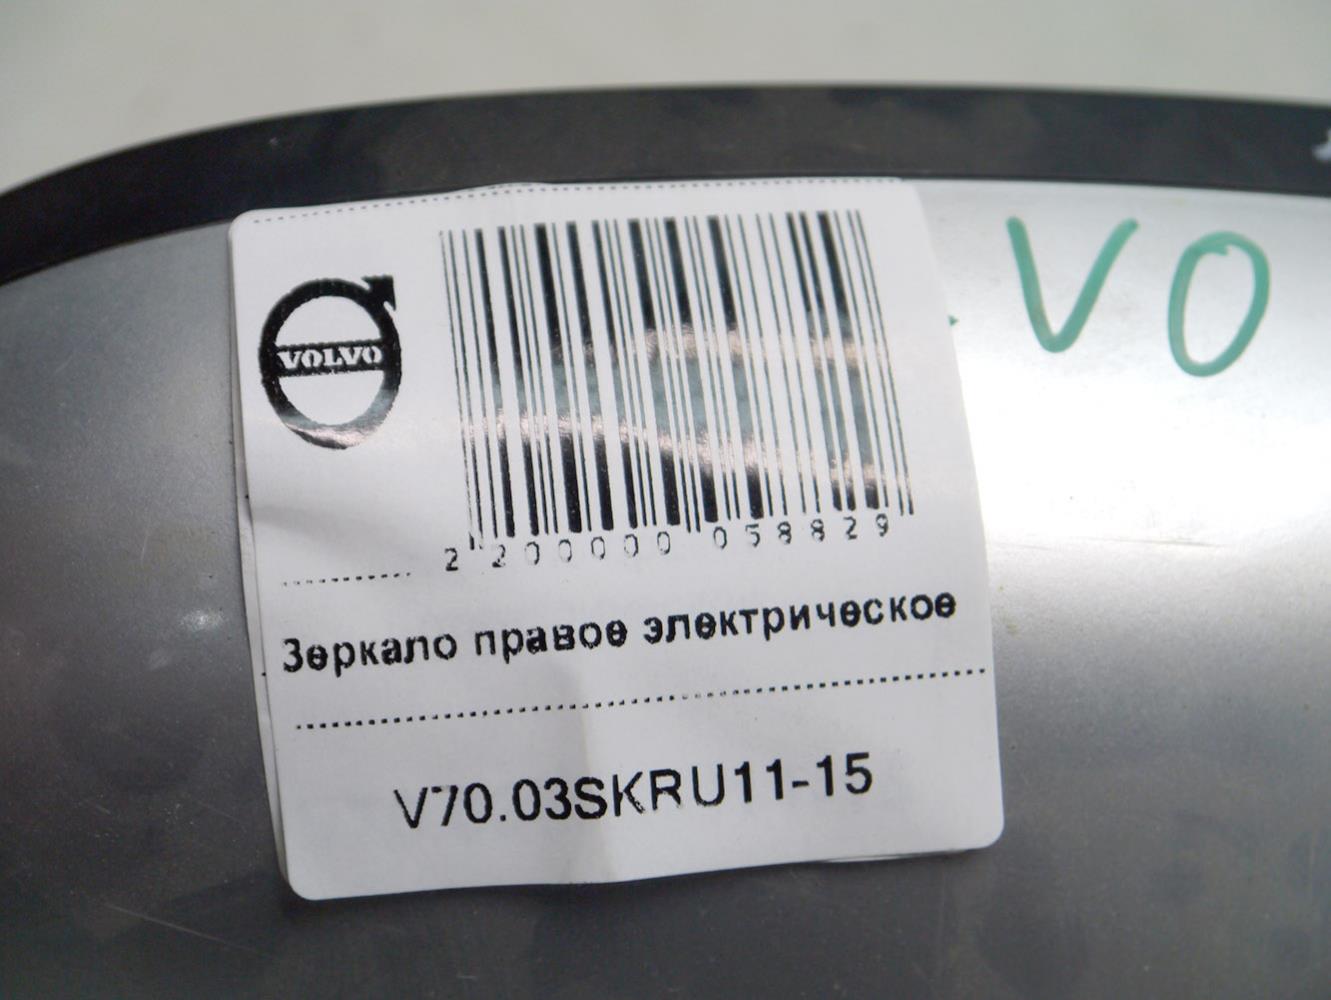 VOLVO
2 200000 058829
Зеркало правое электрическое
V70.03SKRU11-15
VO